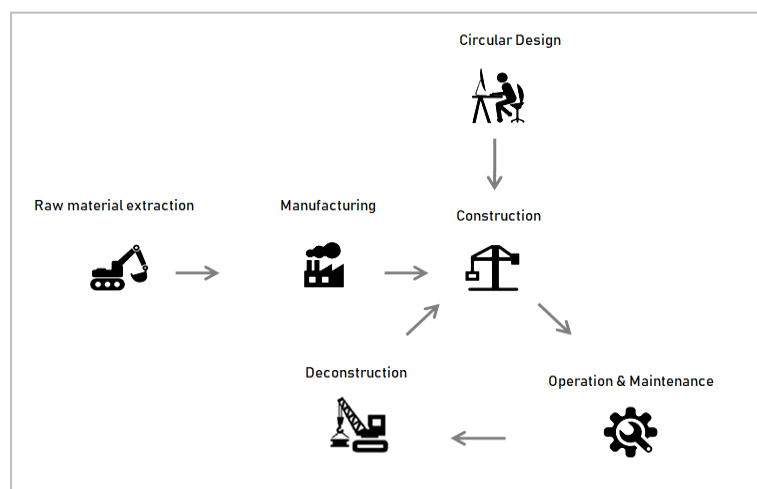 Circular Design
Raw material extraction
Manufacturing
Construction
Deconstruction
Operation & Maintenance